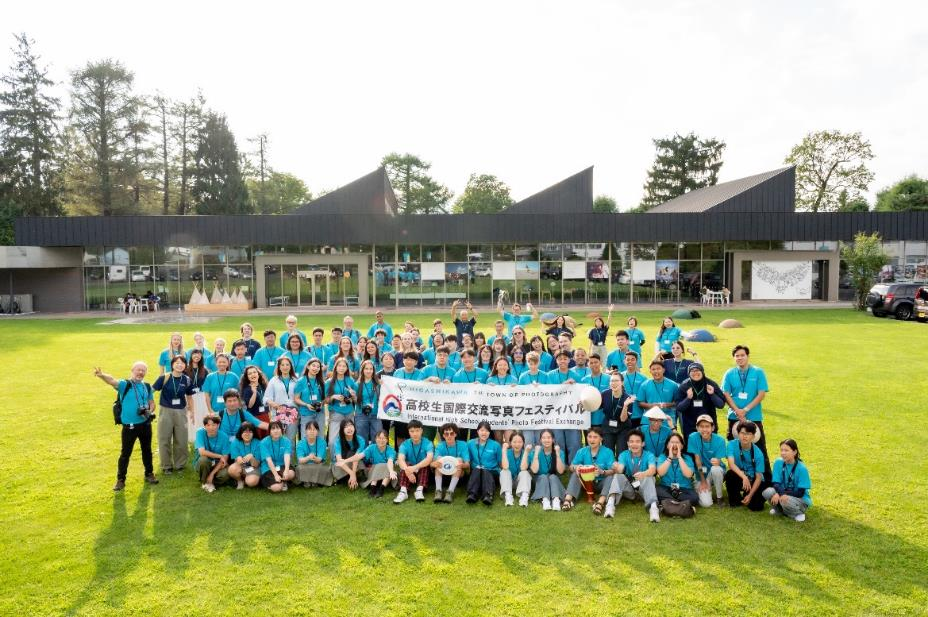 HIGASHIKAWA TOWN OF PHOTOGRAPHY
高校生国際交流写真フェスティバル
International High School Students' Photo Festival Exchange